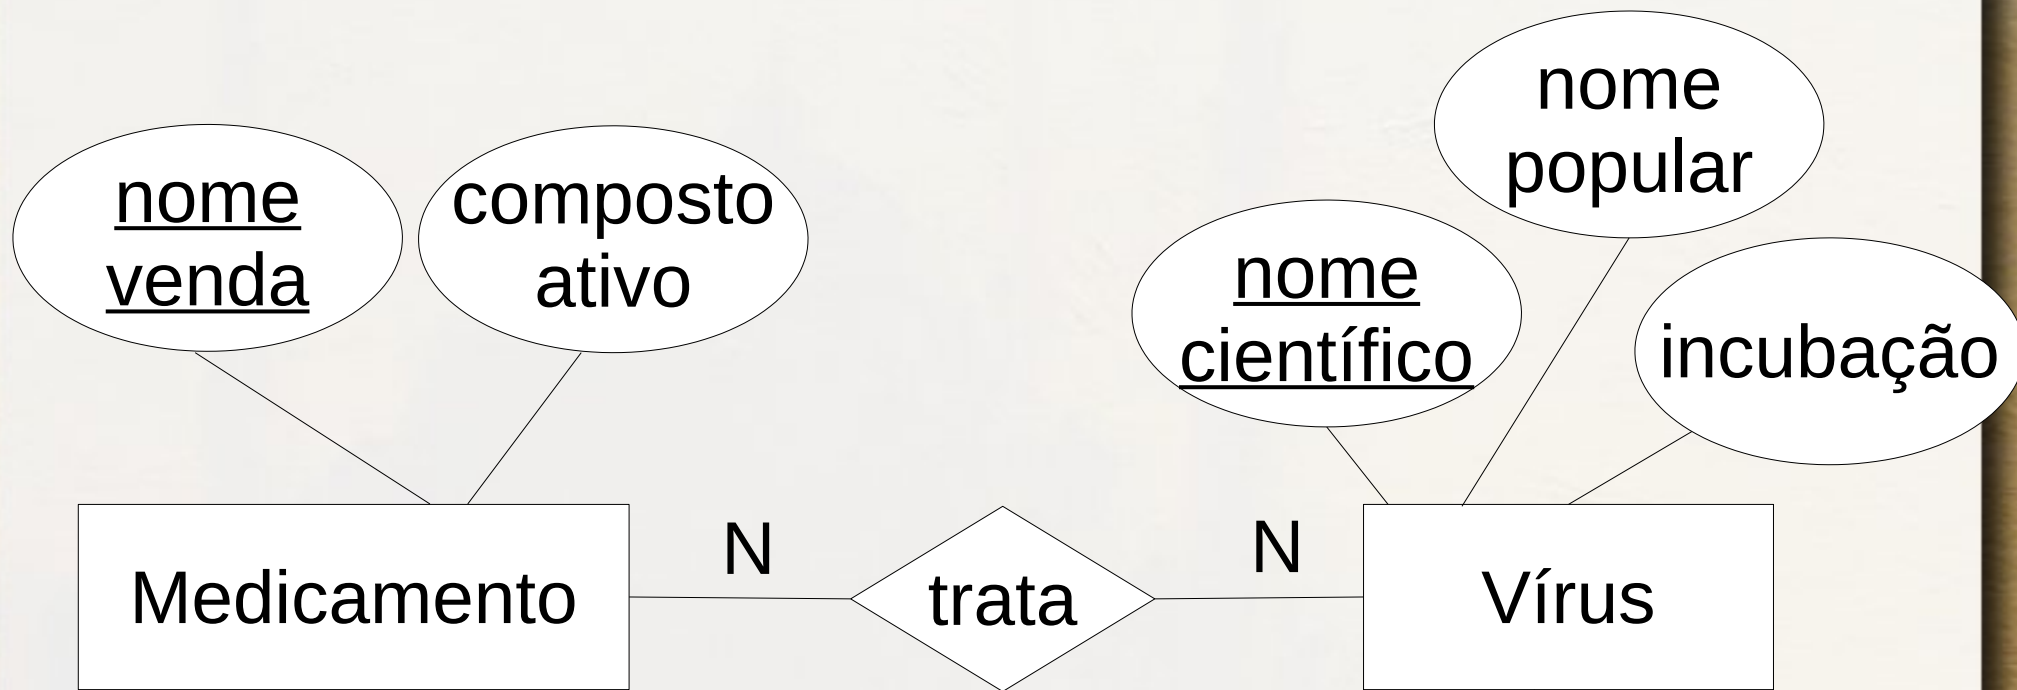 nome
popular
nome
venda
composto
ativo
nome
científico
incubação
N
N
Medicamento
trata
Vírus